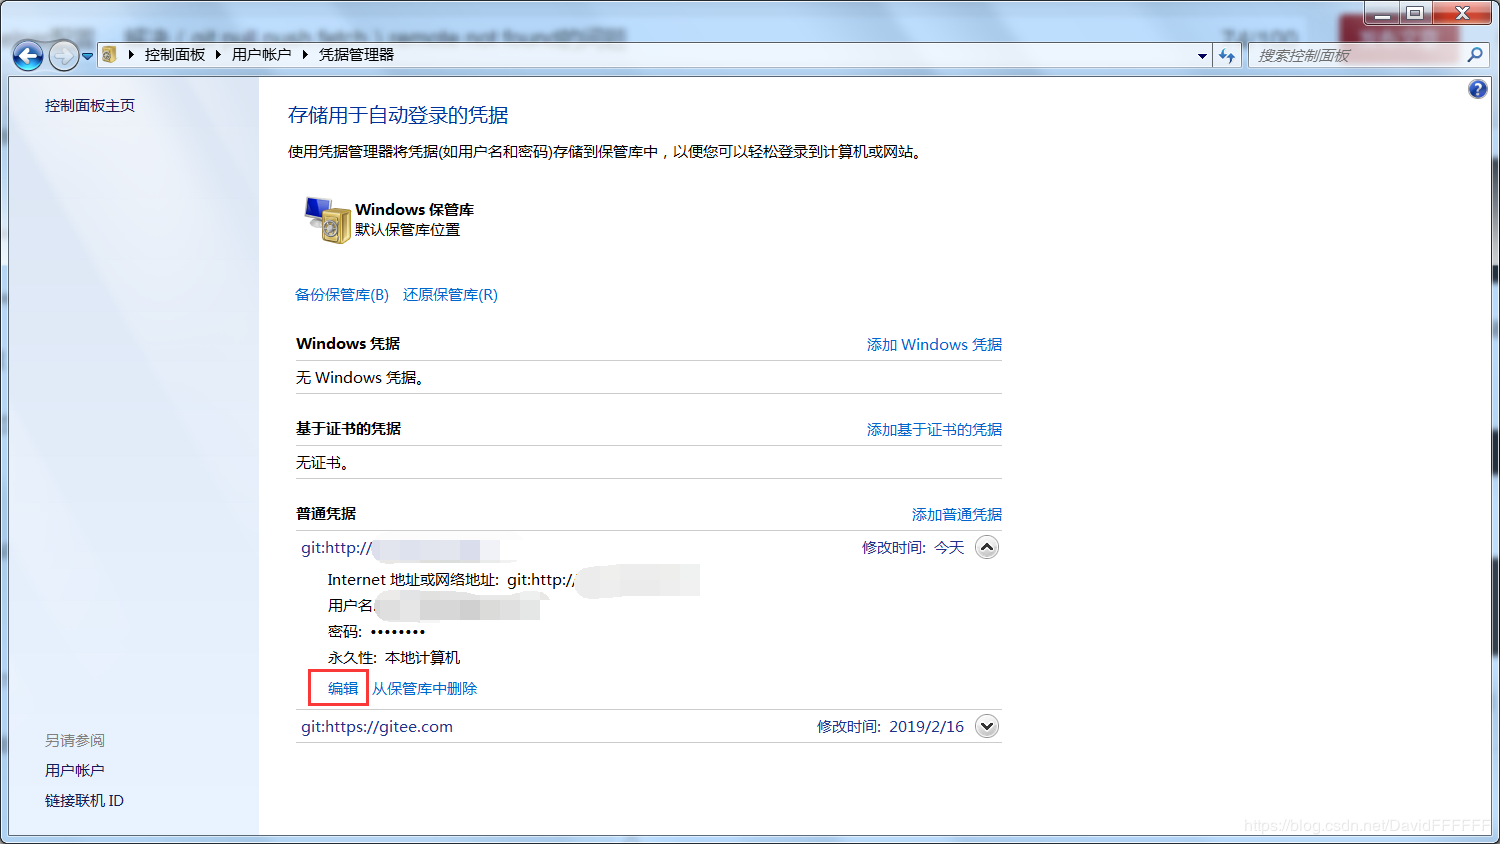 控制面板 用户帐户 凭据管理器
搜索控制面板
控制面板主页
存储用于自动登录的凭据
使用凭据管理器将凭据(如用户名和密码)存储到保管库中，以便您可以轻松登录到计算机或网站。
Windows 保管库
默认保管库位置
备份保管库(B) 还原保管库(R)
Windows 凭据 添加 Windows 凭据
无 Windows 凭据。
基于证书的凭据 添加基于证书的凭据
无证书。
普通凭据 添加普通凭据
git:http:// 修改时间: 今天
Internet 地址或网络地址: git:http://
用户名:
密码: ••••••••
永久性: 本地计算机
编辑 从保管库中删除
git:https://gitee.com 修改时间: 2019/2/16
另请参阅
用户帐户
链接联机 ID
https://blog.csdn.net/DavidFFFFFF